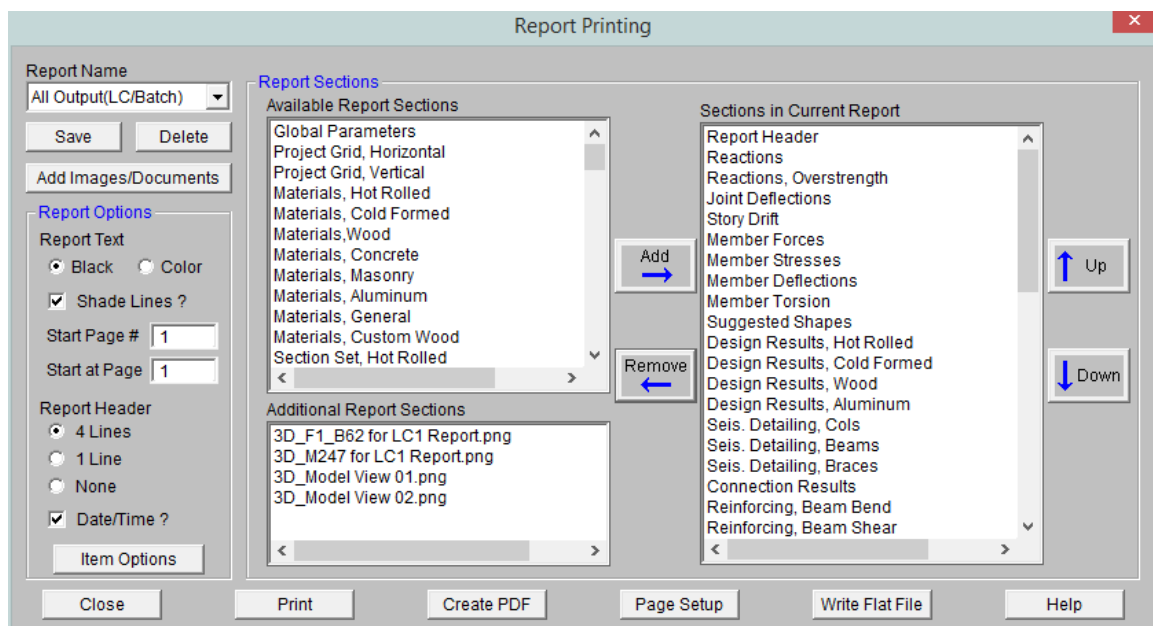 Report Printing
Report Name
All Output(LC/Batch)
Save
Delete
Add Images/Documents
Report Options
Report Text
Black
Color
Shade Lines ?
Start Page # 1
Start at Page 1
Report Header
4 Lines
1 Line
None
Date/Time ?
Item Options
Report Sections
Available Report Sections
Global Parameters
Project Grid, Horizontal
Project Grid, Vertical
Materials, Hot Rolled
Materials, Cold Formed
Materials,Wood
Materials, Concrete
Materials, Masonry
Materials, Aluminum
Materials, General
Materials, Custom Wood
Section Set, Hot Rolled
Additional Report Sections
3D_F1_B62 for LC1 Report.png
3D_M247 for LC1 Report.png
3D_Model View 01.png
3D_Model View 02.png
Add
Remove
Sections in Current Report
Report Header
Reactions
Reactions, Overstrength
Joint Deflections
Story Drift
Member Forces
Member Stresses
Member Deflections
Member Torsion
Suggested Shapes
Design Results, Hot Rolled
Design Results, Cold Formed
Design Results, Wood
Design Results, Aluminum
Seis. Detailing, Cols
Seis. Detailing, Beams
Seis. Detailing, Braces
Connection Results
Reinforcing, Beam Bend
Reinforcing, Beam Shear
Up
Down
Close
Print
Create PDF
Page Setup
Write Flat File
Help